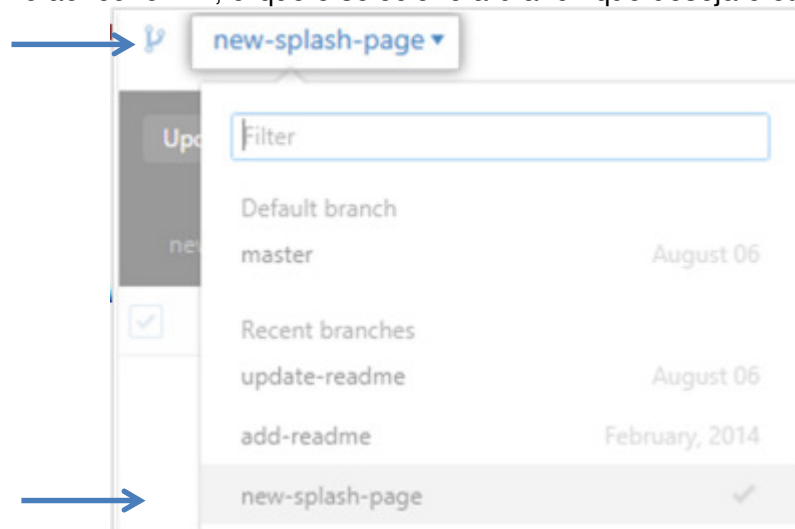 new-splash-page
Filter
Default branch
master August 06
Recent branches
update-readme August 06
add-readme February, 2014
new-splash-page